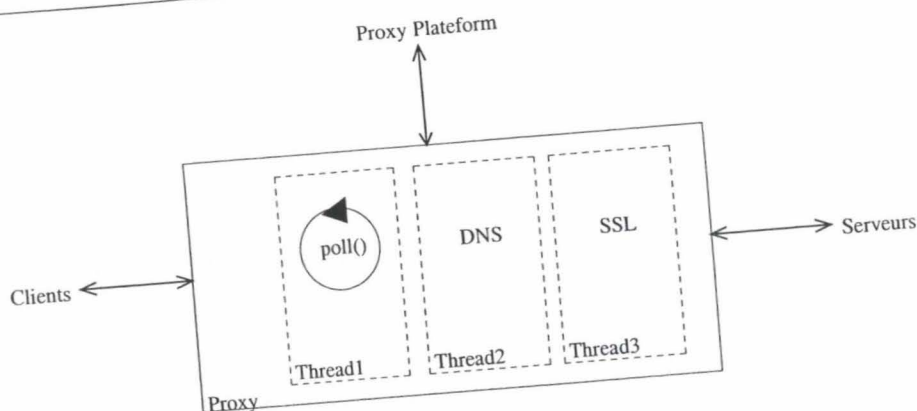 Proxy Plateform
poll()
DNS
SSL
Serveurs
Clients
Thread1
Thread2
Thread3
Proxy